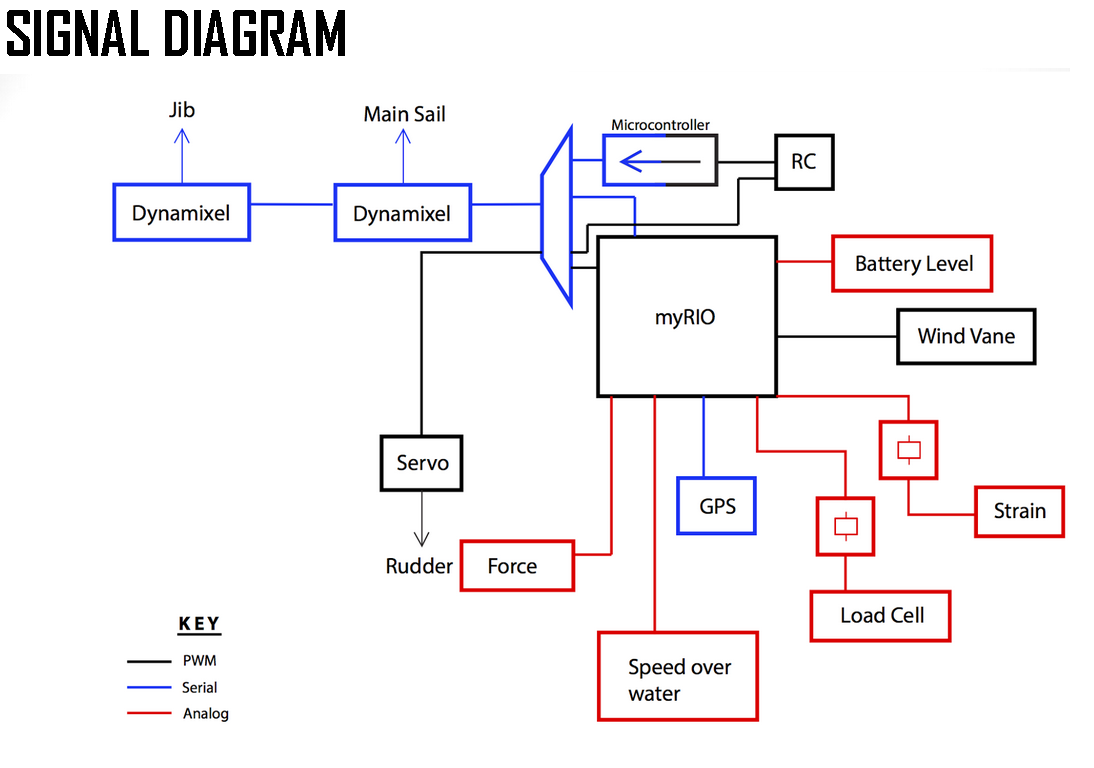 SIGNAL DIAGRAM
Jib
Main Sail
Microcontroller
RC
Dynamixel
Dynamixel
Battery Level
myRIO
Wind Vane
Servo
GPS
Strain
Rudder
Force
Load Cell
Speed over
water
KEY
PWM
Serial
Analog